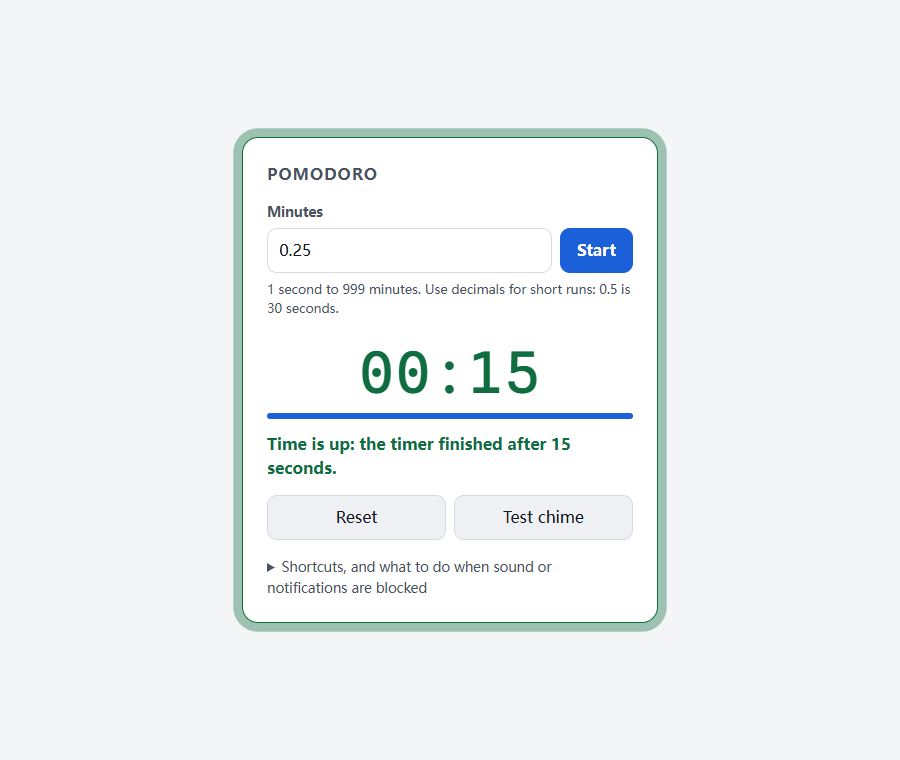 POMODORO
Minutes
0.25
Start
1 second to 999 minutes. Use decimals for short runs: 0.5 is
30 seconds.
00:15
Time is up: the timer finished after 15
seconds.
Reset
Test chime
Shortcuts, and what to do when sound or
notifications are blocked